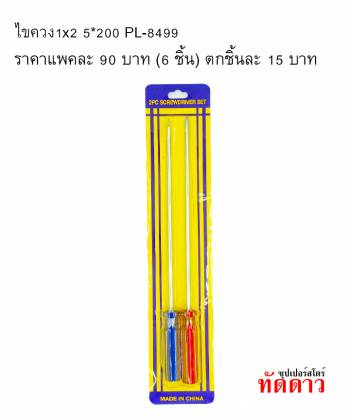 ไขควง1x2 5*200 PL-8499
ราคาแพคละ 90 บาท (6 ชิ้น) ตกชิ้นละ 15 บาท
2PC SCREWDRIVER SET
MADE IN CHINA
ซุปเปอร์สโตร์
ทัดดาว